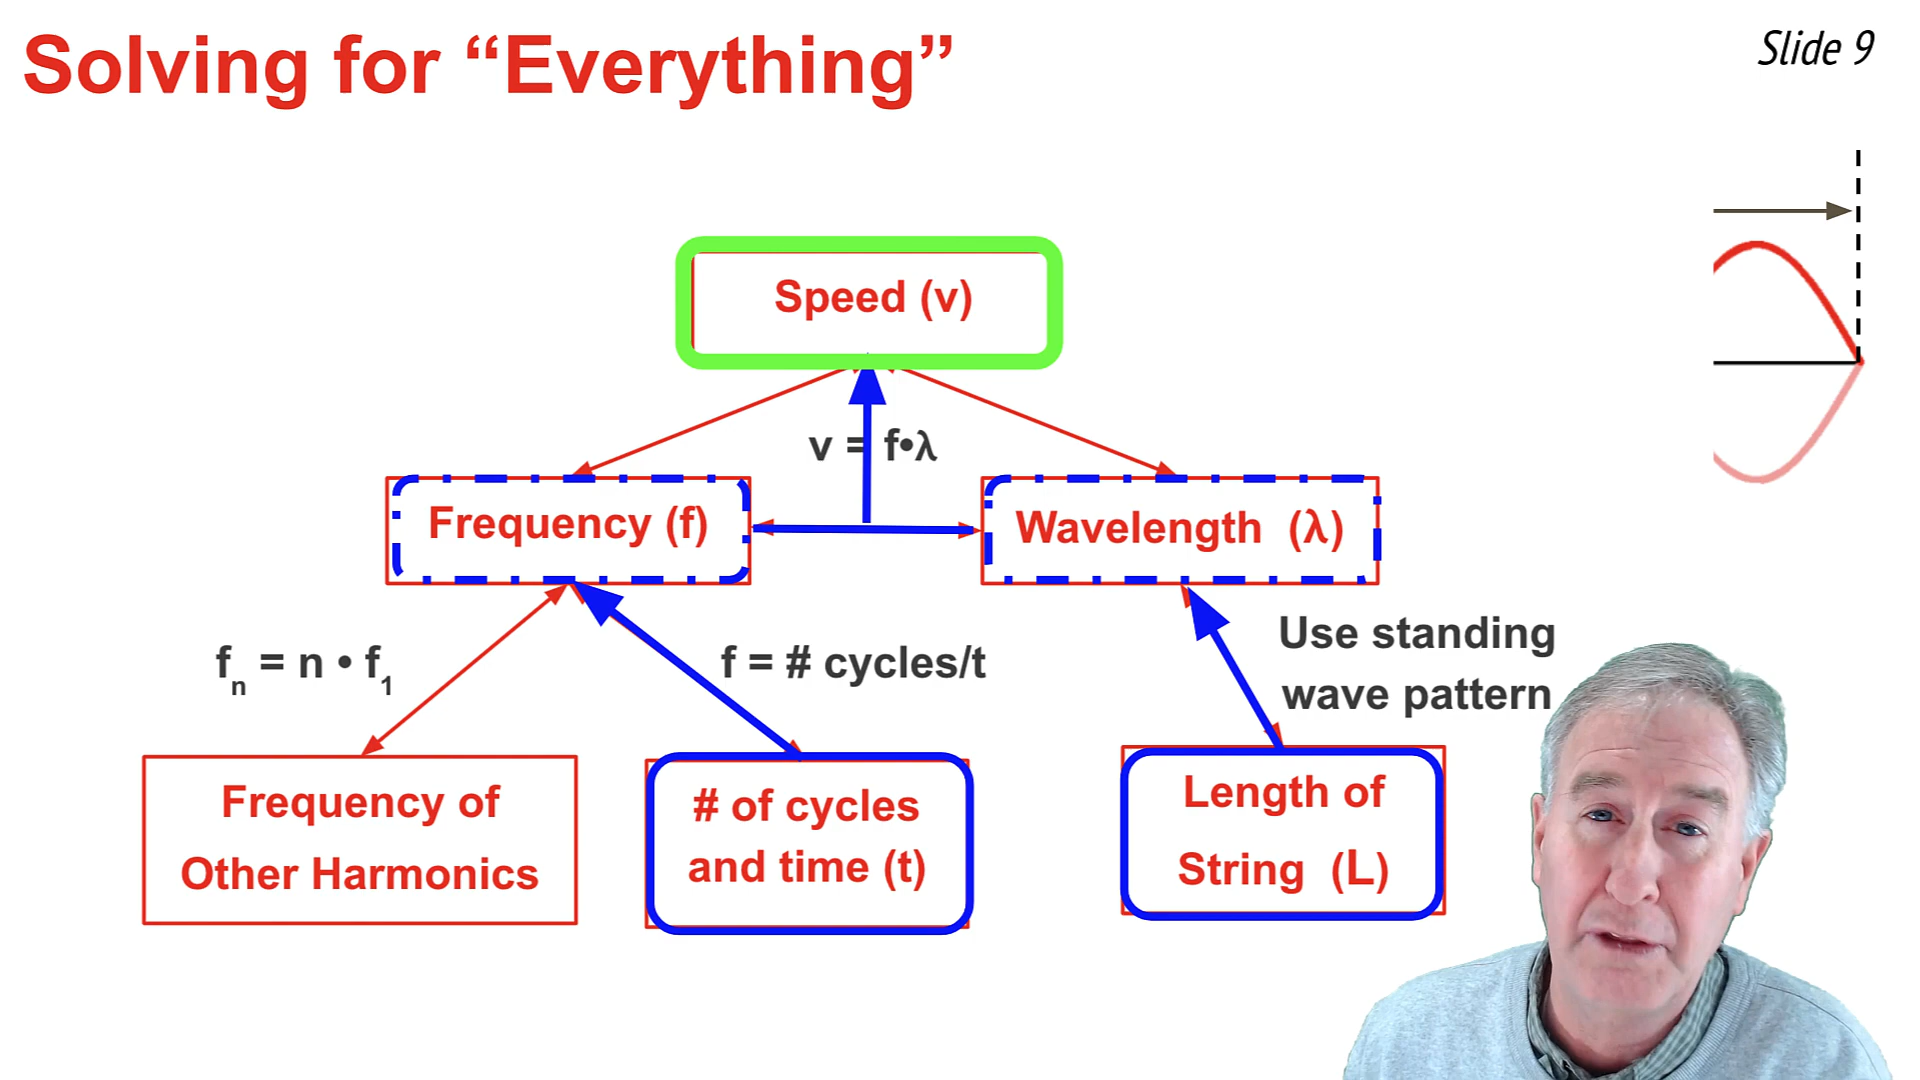 Solving for “Everything”
Slide 9
Speed (v)
v = f•λ
Frequency (f)
Wavelength (λ)
fn = n • f1
f = # cycles/t
Use standing
wave pattern
Frequency of
Other Harmonics
# of cycles
and time (t)
Length of
String (L)